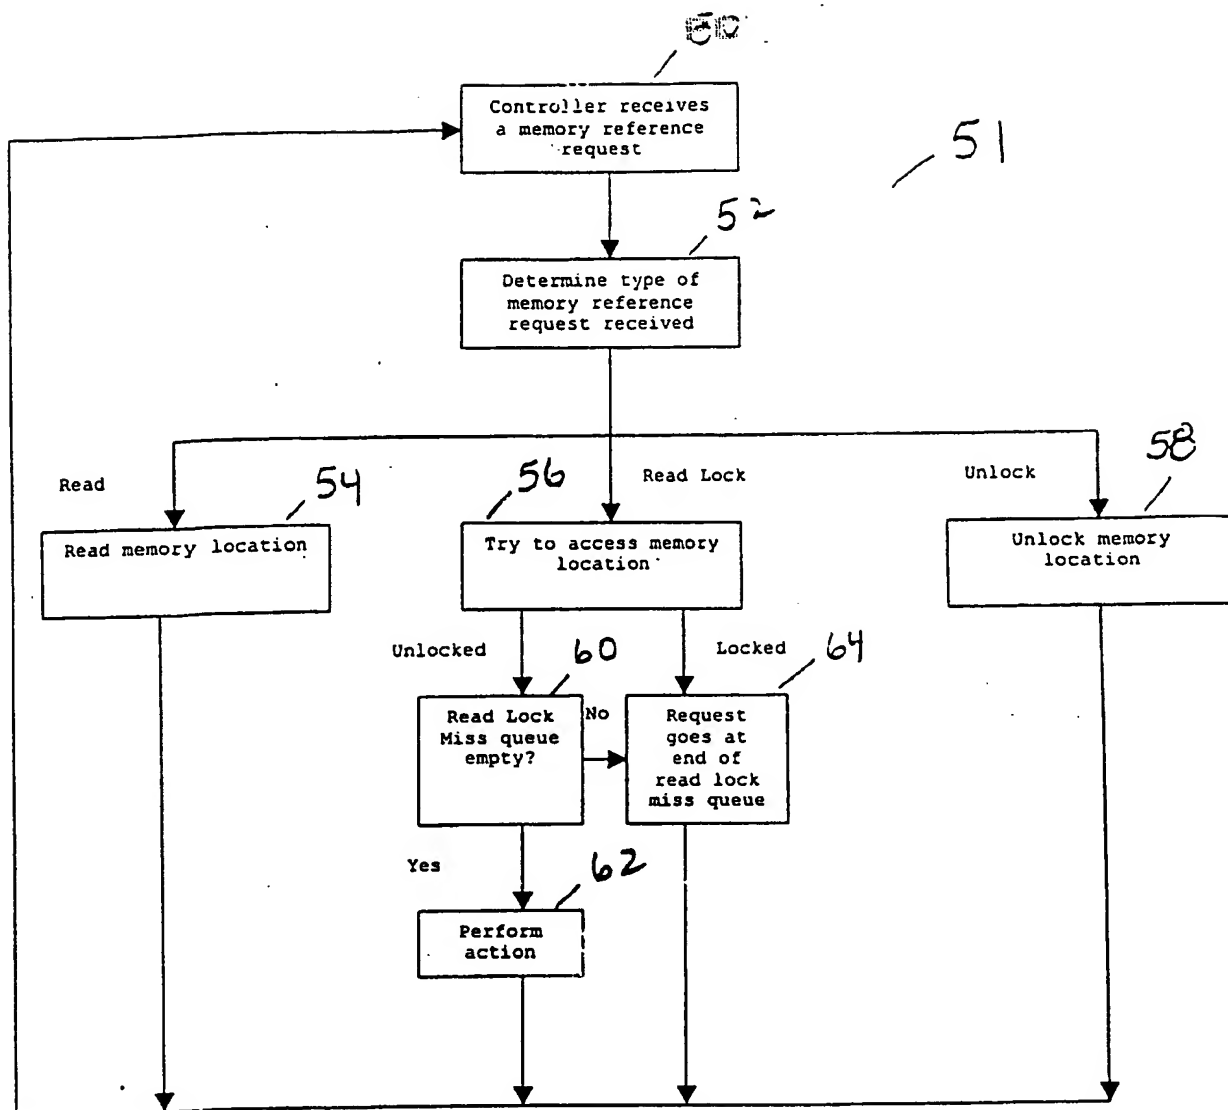 Controller receives
a memory reference
request
51
52
Determine type of
memory reference
request received
Read
54
56
Read Lock
Unlock
58
Read memory location
Try to access memory
location
Unlock memory
location
Unlocked
60
Locked
64
Read Lock
Miss queue
empty?
No
Request
goes at
end of
read lock
miss queue
Yes
62
Perform
action